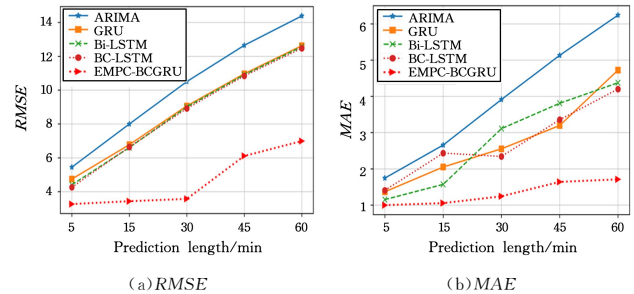 14
12
10
8
6
4
RMSE
ARIMA
GRU
Bi-LSTM
BC-LSTM
EMPC-BCGRU
5 15 30 45 60
Prediction length/min
(a)RMSE
6
5
4
3
2
1
MAE
ARIMA
GRU
Bi-LSTM
BC-LSTM
EMPC-BCGRU
5 15 30 45 60
Prediction length/min
(b)MAE